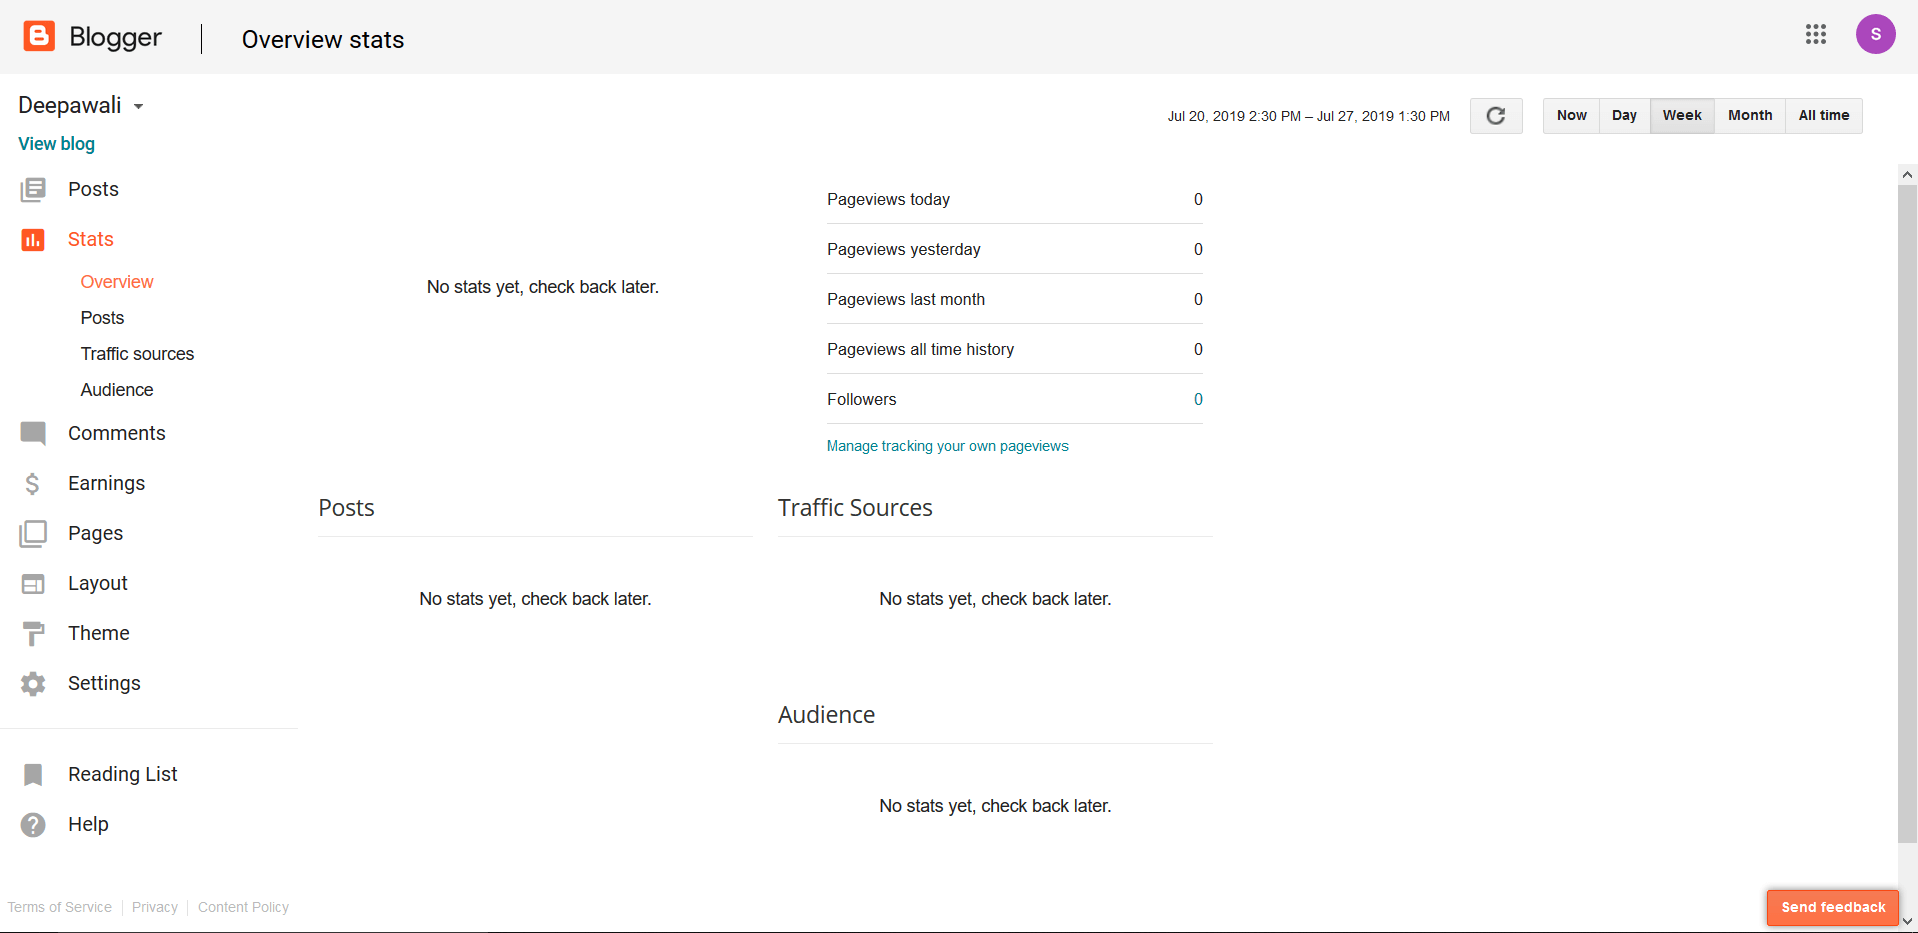 Blogger
Overview stats
S
Deepawali
View blog
Jul 20, 2019 2:30 PM – Jul 27, 2019 1:30 PM
Now Day Week Month All time
Posts
Stats
Overview
Posts
Traffic sources
Audience
Comments
Earnings
Pages
Layout
Theme
Settings
Reading List
Help
No stats yet, check back later.
Pageviews today 0
Pageviews yesterday 0
Pageviews last month 0
Pageviews all time history 0
Followers 0
Manage tracking your own pageviews
Posts
No stats yet, check back later.
Traffic Sources
No stats yet, check back later.
Audience
No stats yet, check back later.
Terms of Service Privacy Content Policy
Send feedback